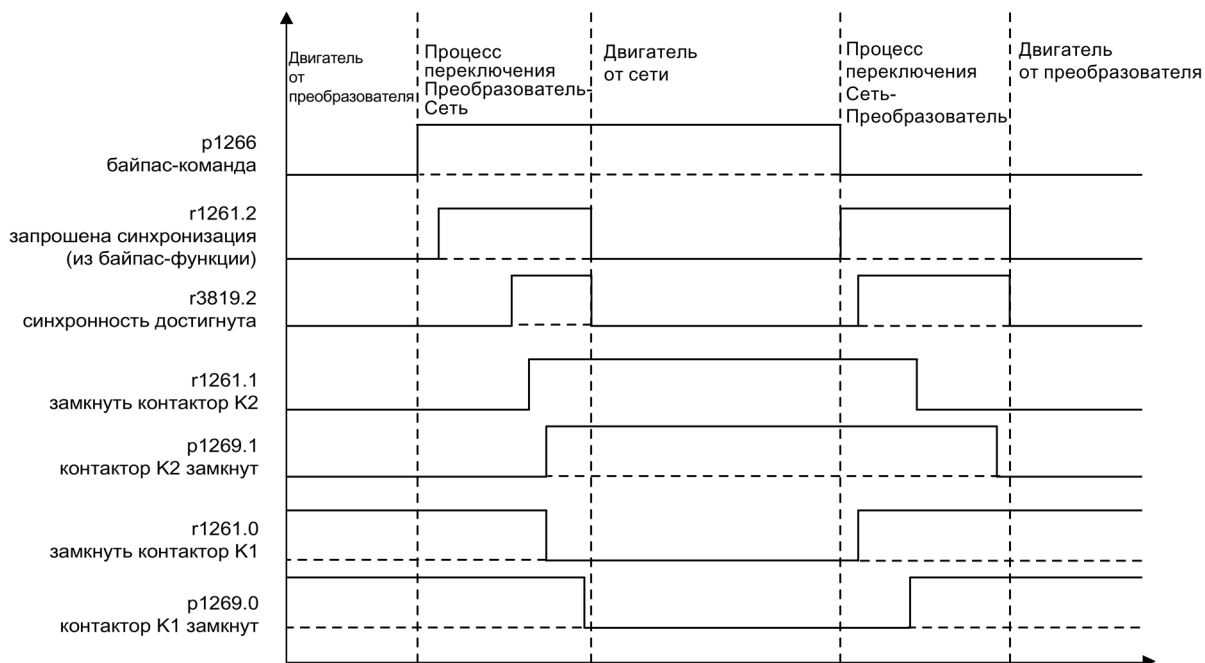 Двигатель
от
преобразователя
Процесс
переключения
Преобразователь-
Сеть
Двигатель
от сети
Процесс
переключения
Сеть-
Преобразователь
Двигатель
от преобразователя
p1266
байпас-команда
r1261.2
запрошена синхронизация
(из байпас-функции)
r3819.2
синхронность достигнута
r1261.1
замкнуть контактор K2
p1269.1
контактор K2 замкнут
r1261.0
замкнуть контактор K1
p1269.0
контактор K1 замкнут